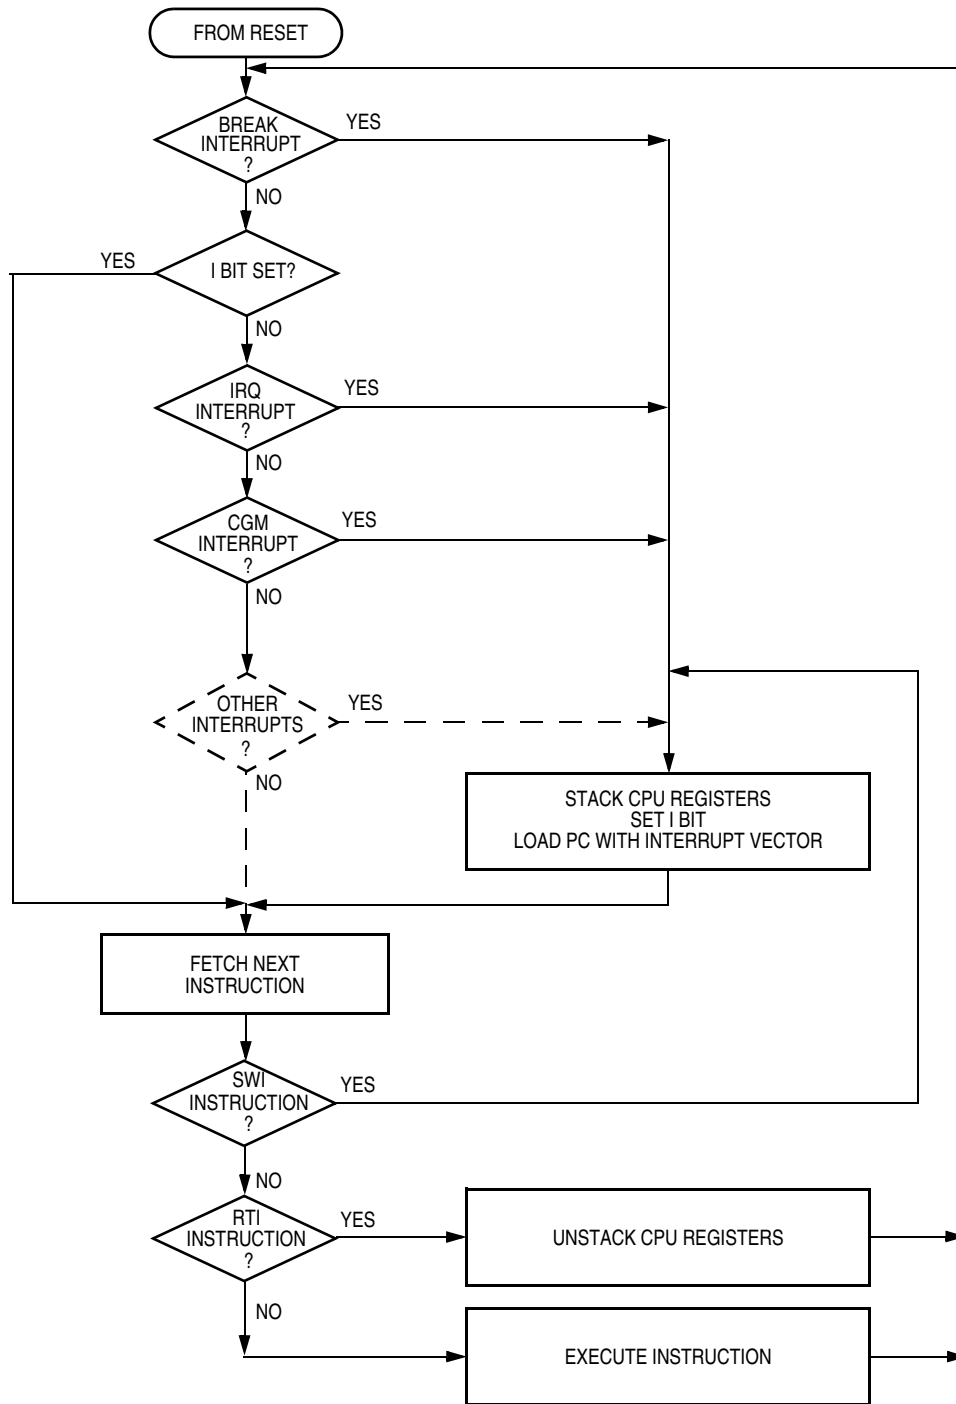 FROM RESET
BREAK
INTERRUPT
?
YES
NO
I BIT SET?
YES
NO
IRQ
INTERRUPT
?
YES
NO
CGM
INTERRUPT
?
YES
NO
OTHER
INTERRUPTS
?
YES
NO
STACK CPU REGISTERS
SET I BIT
LOAD PC WITH INTERRUPT VECTOR
FETCH NEXT
INSTRUCTION
SWI
INSTRUCTION
?
YES
NO
RTI
INSTRUCTION
?
YES
UNSTACK CPU REGISTERS
NO
EXECUTE INSTRUCTION